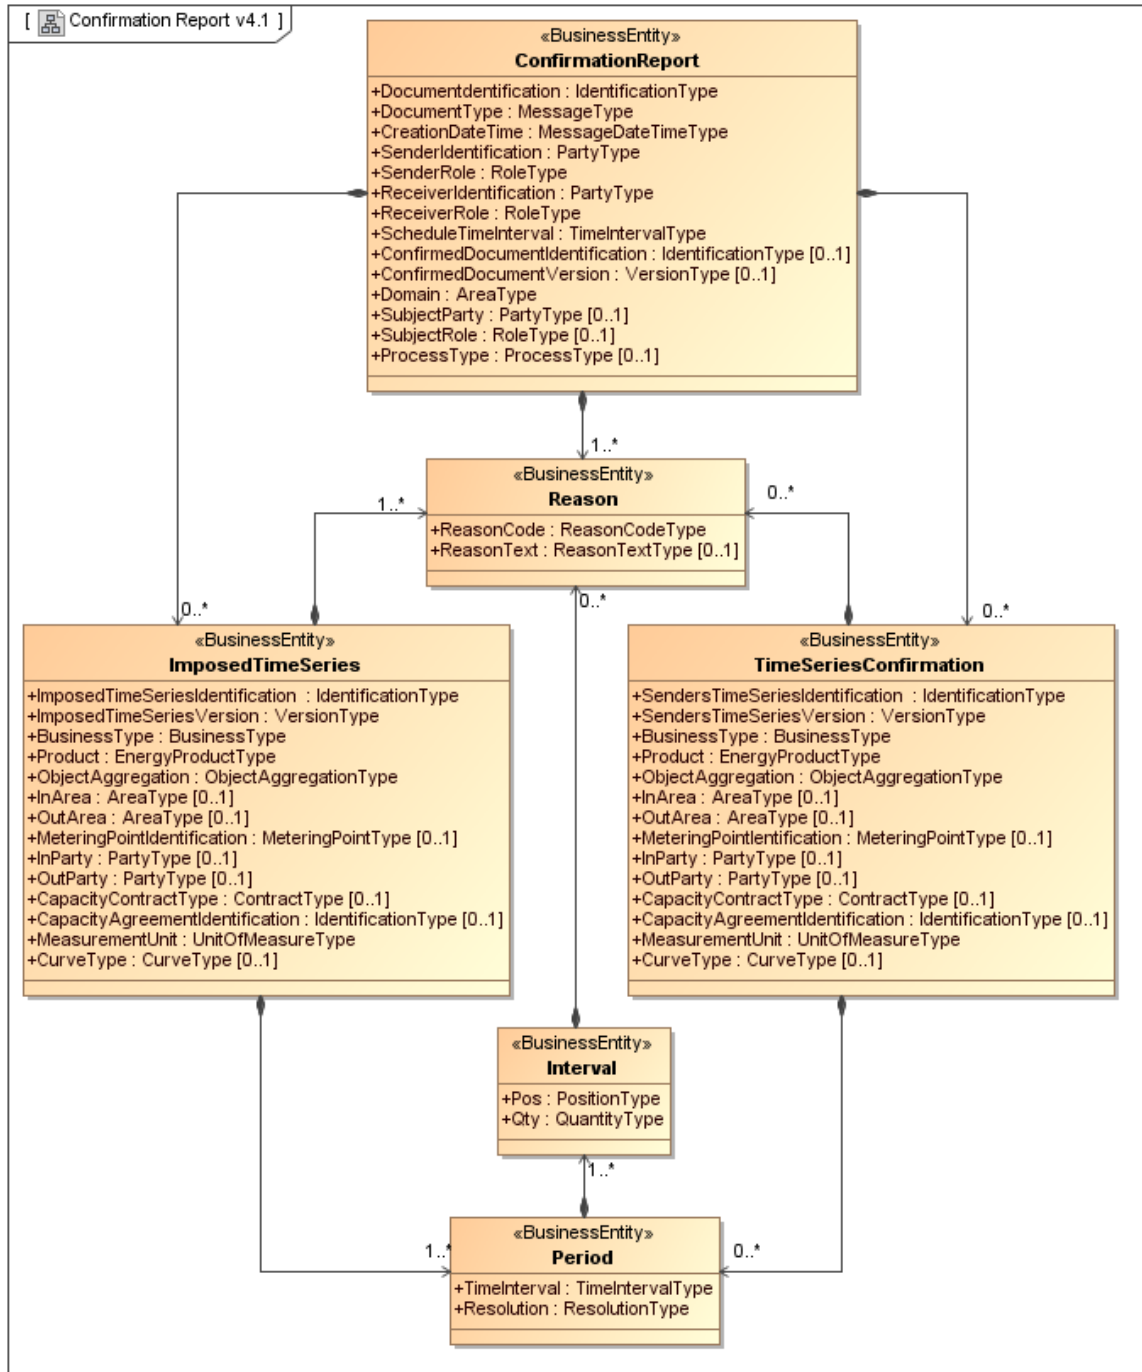 [ Confirmation Report v4.1 ]
«BusinessEntity»
ConfirmationReport
+Documentdentification : IdentificationType
+DocumentType : MessageType
+CreationDateTime : MessageDateTimeType
+SenderIdentification : PartyType
+SenderRole : RoleType
+ReceiverIdentification : PartyType
+ReceiverRole : RoleType
+ScheduleTimeInterval : TimeIntervalType
+ConfirmedDocumentIdentification : IdentificationType [0..1]
+ConfirmedDocumentVersion : VersionType [0..1]
+Domain : AreaType
+SubjectParty : PartyType [0..1]
+SubjectRole : RoleType [0..1]
+ProcessType : ProcessType [0..1]
1..*
«BusinessEntity»
Reason
+ReasonCode : ReasonCodeType
+ReasonText : ReasonTextType [0..1]
1..*
0..*
0..*
0..*
0..*
«BusinessEntity»
ImposedTimeSeries
+ImposedTimeSeriesIdentification : IdentificationType
+ImposedTimeSeriesVersion : VersionType
+BusinessType : BusinessType
+Product : EnergyProductType
+ObjectAggregation : ObjectAggregationType
+InArea : AreaType [0..1]
+OutArea : AreaType [0..1]
+MeteringPointIdentification : MeteringPointType [0..1]
+InParty : PartyType [0..1]
+OutParty : PartyType [0..1]
+CapacityContractType : ContractType [0..1]
+CapacityAgreementIdentification : IdentificationType [0..1]
+MeasurementUnit : UnitOfMeasureType
+CurveType : CurveType [0..1]
«BusinessEntity»
TimeSeriesConfirmation
+SendersTimeSeriesIdentification : IdentificationType
+SendersTimeSeriesVersion : VersionType
+BusinessType : BusinessType
+Product : EnergyProductType
+ObjectAggregation : ObjectAggregationType
+InArea : AreaType [0..1]
+OutArea : AreaType [0..1]
+MeteringPointIentification : MeteringPointType [0..1]
+InParty : PartyType [0..1]
+OutParty : PartyType [0..1]
+CapacityContractType : ContractType [0..1]
+CapacityAgreementIdentification : IdentificationType [0..1]
+MeasurementUnit : UnitOfMeasureType
+CurveType : CurveType [0..1]
«BusinessEntity»
Interval
+Pos : PositionType
+Qty : QuantityType
1..*
«BusinessEntity»
Period
+TimeInterval : TimeIntervalType
+Resolution : ResolutionType
1..*
0..*